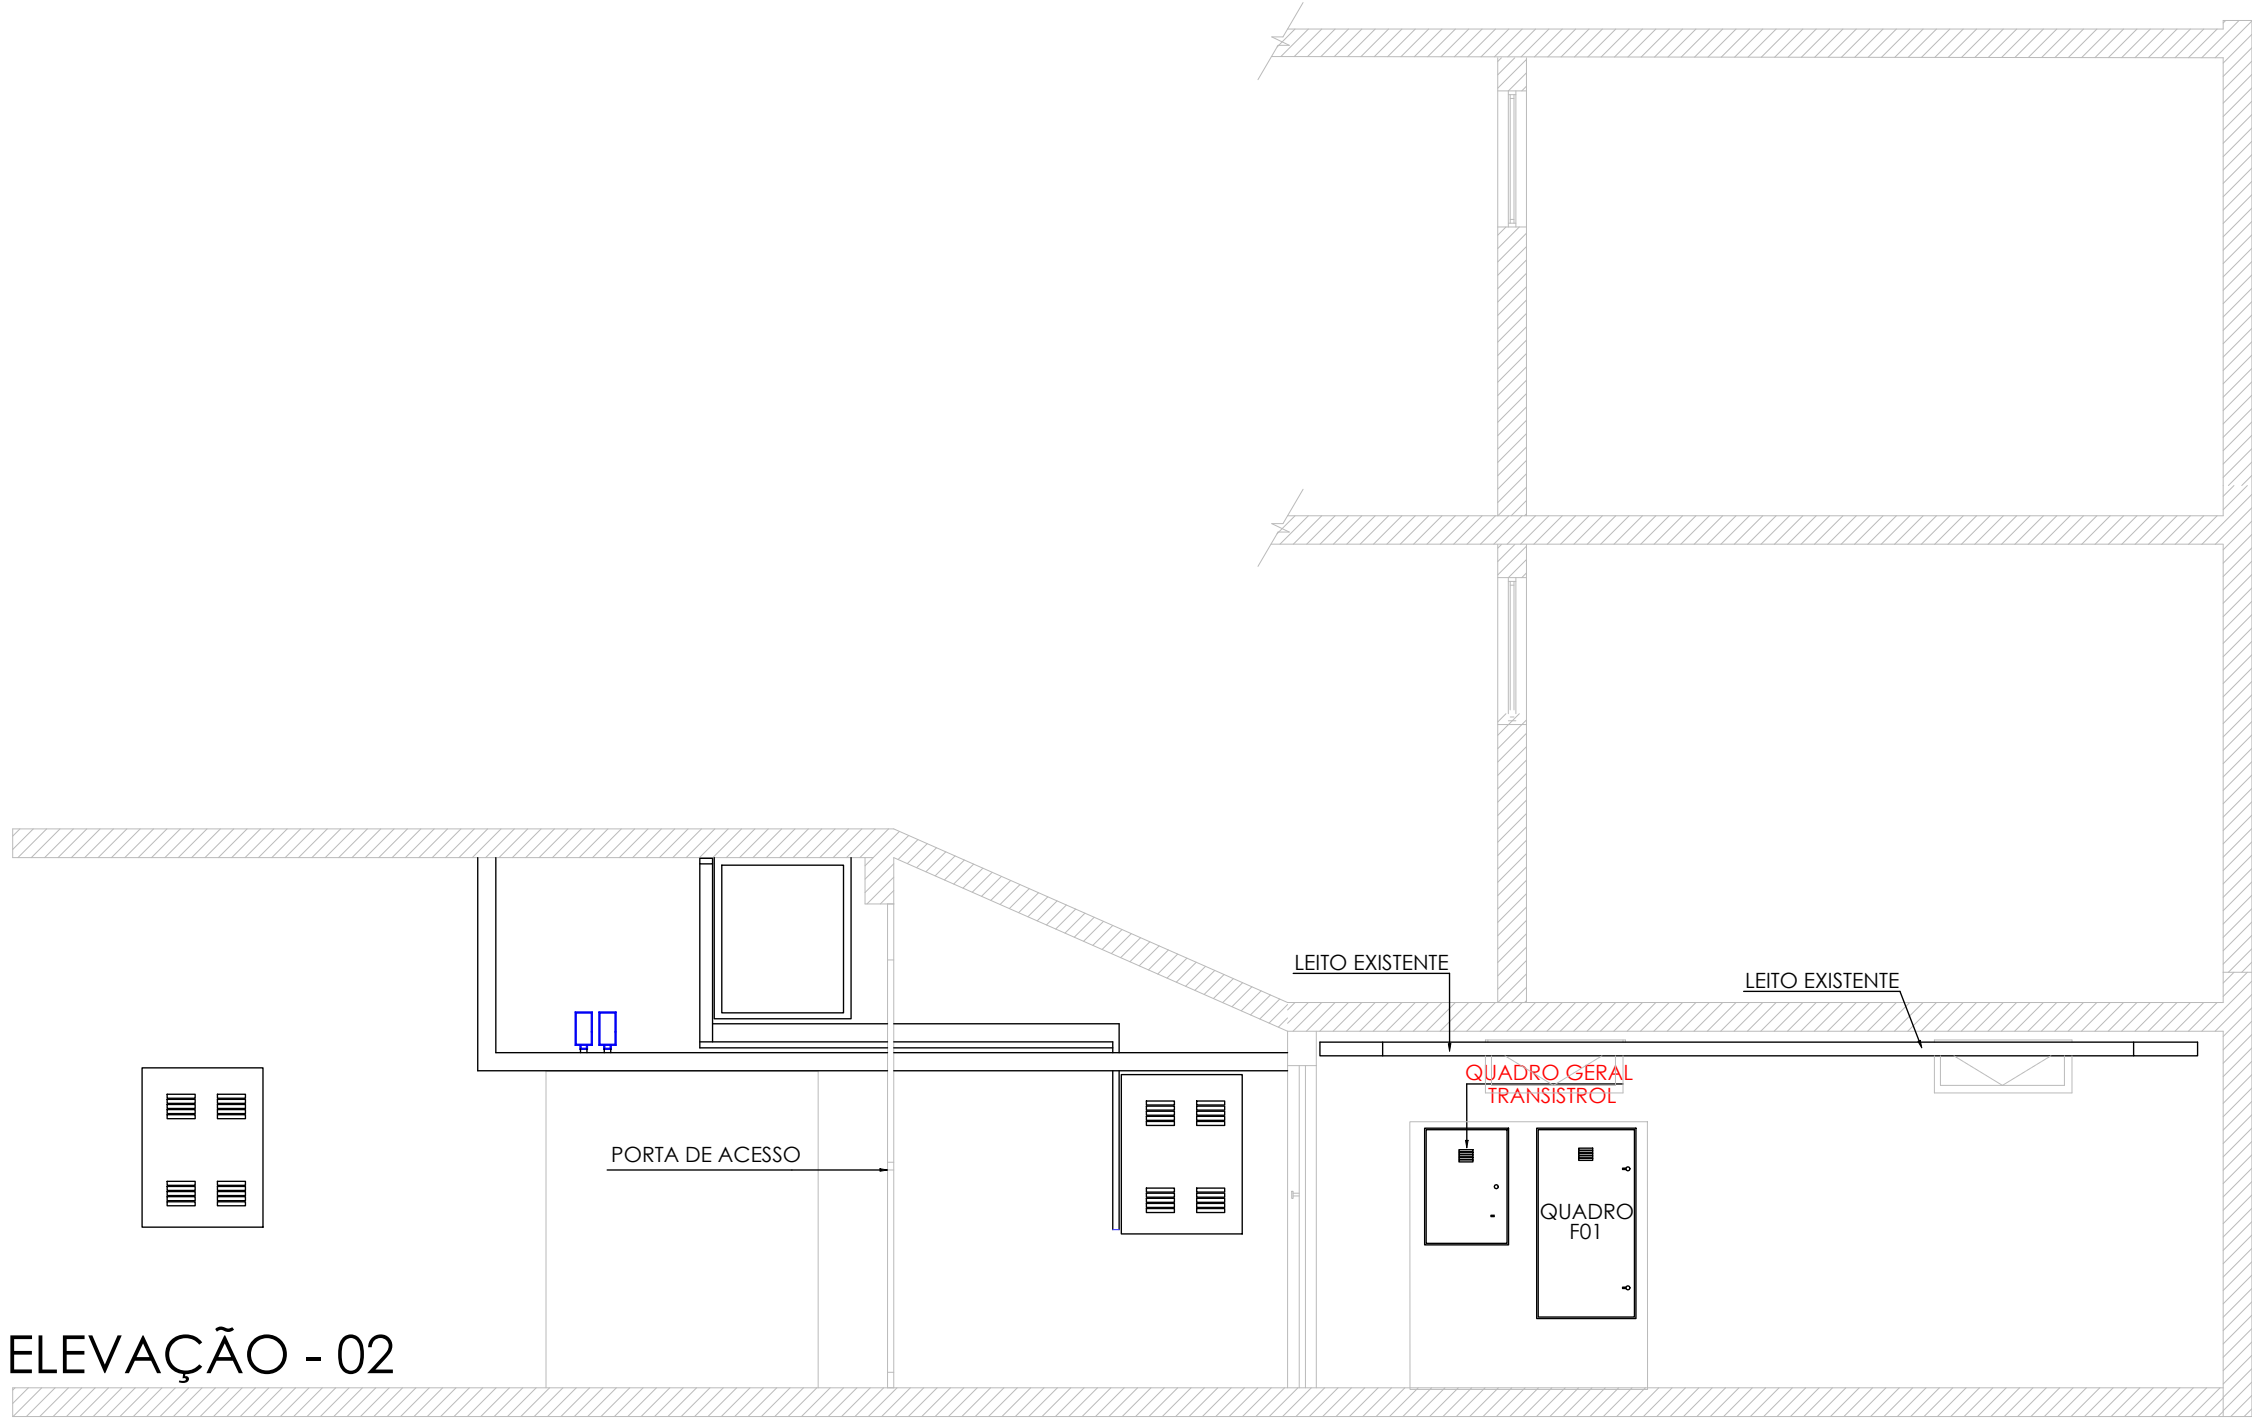 LEITO EXISTENTE
LEITO EXISTENTE
QUADRO GERAL
TRANSISTROL
PORTA DE ACESSO
QUADRO
F01
ELEVAÇÃO - 02